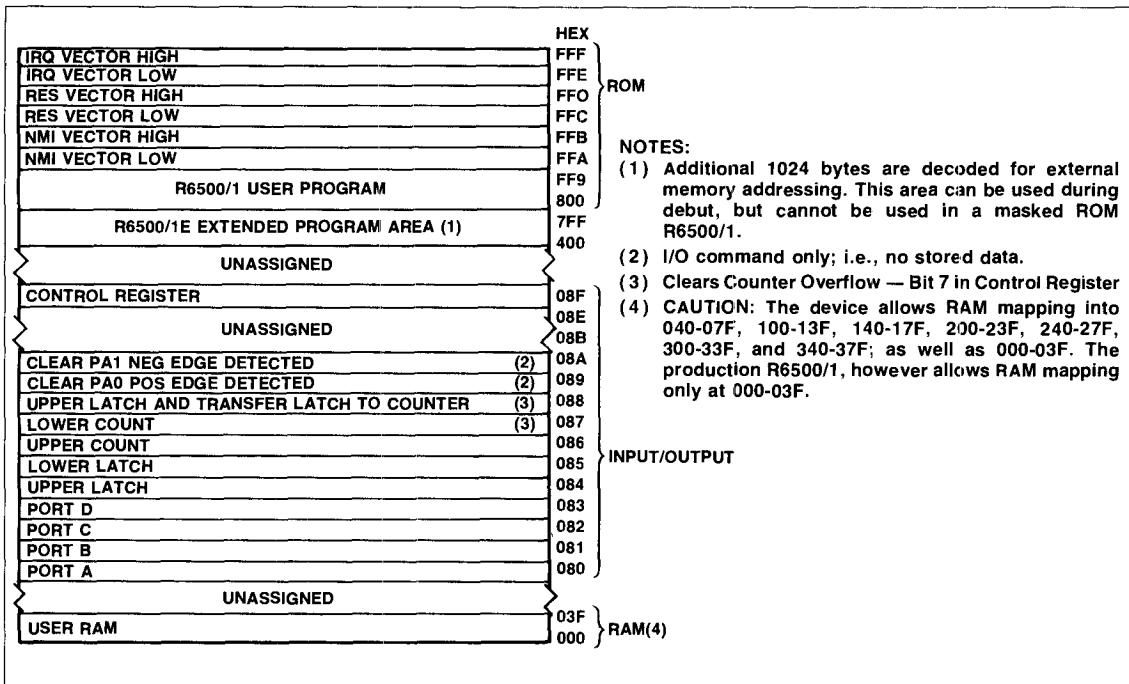 HEX
IRQ VECTOR HIGH FFF
IRQ VECTOR LOW FFE
RES VECTOR HIGH FFO
RES VECTOR LOW FFC
NMI VECTOR HIGH FFB
NMI VECTOR LOW FFA
ROM
R6500/1 USER PROGRAM FF9
800
R6500/1E EXTENDED PROGRAM AREA (1) 7FF
400
UNASSIGNED
CONTROL REGISTER 08F
08E
UNASSIGNED
08B
CLEAR PA1 NEG EDGE DETECTED (2) 08A
CLEAR PA0 POS EDGE DETECTED (2) 089
UPPER LATCH AND TRANSFER LATCH TO COUNTER (3) 088
LOWER COUNT (3) 087
UPPER COUNT 086
LOWER LATCH 085
UPPER LATCH 084
PORT D 083
PORT C 082
PORT B 081
PORT A 080
INPUT/OUTPUT
UNASSIGNED
03F
USER RAM
000
RAM(4)
NOTES:
(1) Additional 1024 bytes are decoded for external
memory addressing. This area can be used during
debut, but cannot be used in a masked ROM
R6500/1.
(2) I/O command only; i.e., no stored data.
(3) Clears Counter Overflow — Bit 7 in Control Register
(4) CAUTION: The device allows RAM mapping into
040-07F, 100-13F, 140-17F, 200-23F, 240-27F,
300-33F, and 340-37F; as well as 000-03F. The
production R6500/1, however allows RAM mapping
only at 000-03F.